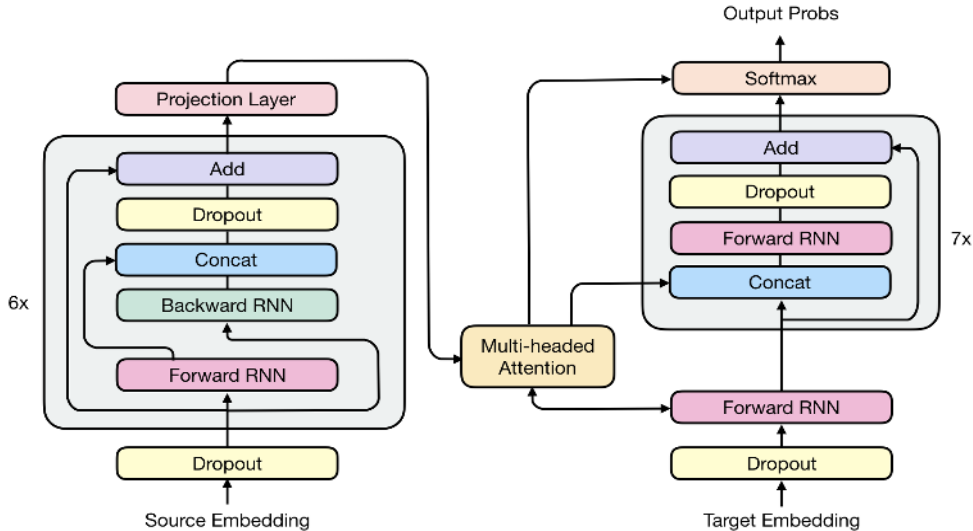 Output Probs
Softmax
Projection Layer
Add
Dropout
Concat
Backward RNN
Forward RNN
6x
Dropout
Source Embedding
Multi-headed
Attention
Add
Dropout
Forward RNN
Concat
7x
Forward RNN
Dropout
Target Embedding